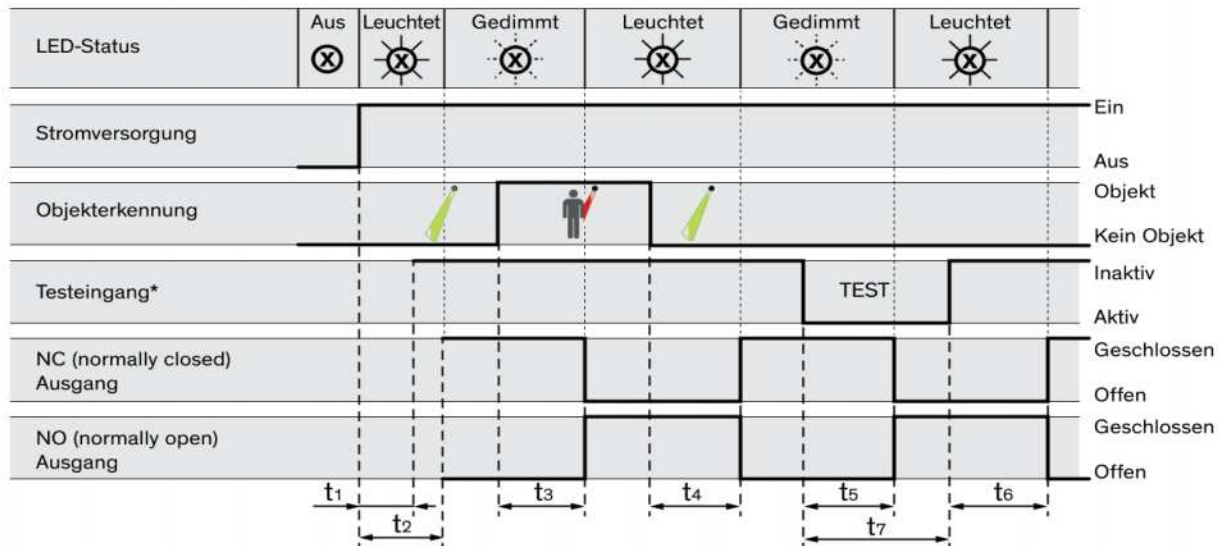 Aus Leuchtet Gedimmt Leuchtet Gedimmt Leuchtet
LED-Status
X X X X X X
Stromversorgung
Ein
Aus
Objekterkennung
Objekt
Kein Objekt
Testeingang*
TEST
Inaktiv
Aktiv
NC (normally closed)
Ausgang
Geschlossen
Offen
NO (normally open)
Ausgang
Geschlossen
Offen
t1 t3 t4 t5 t6
t2 t7